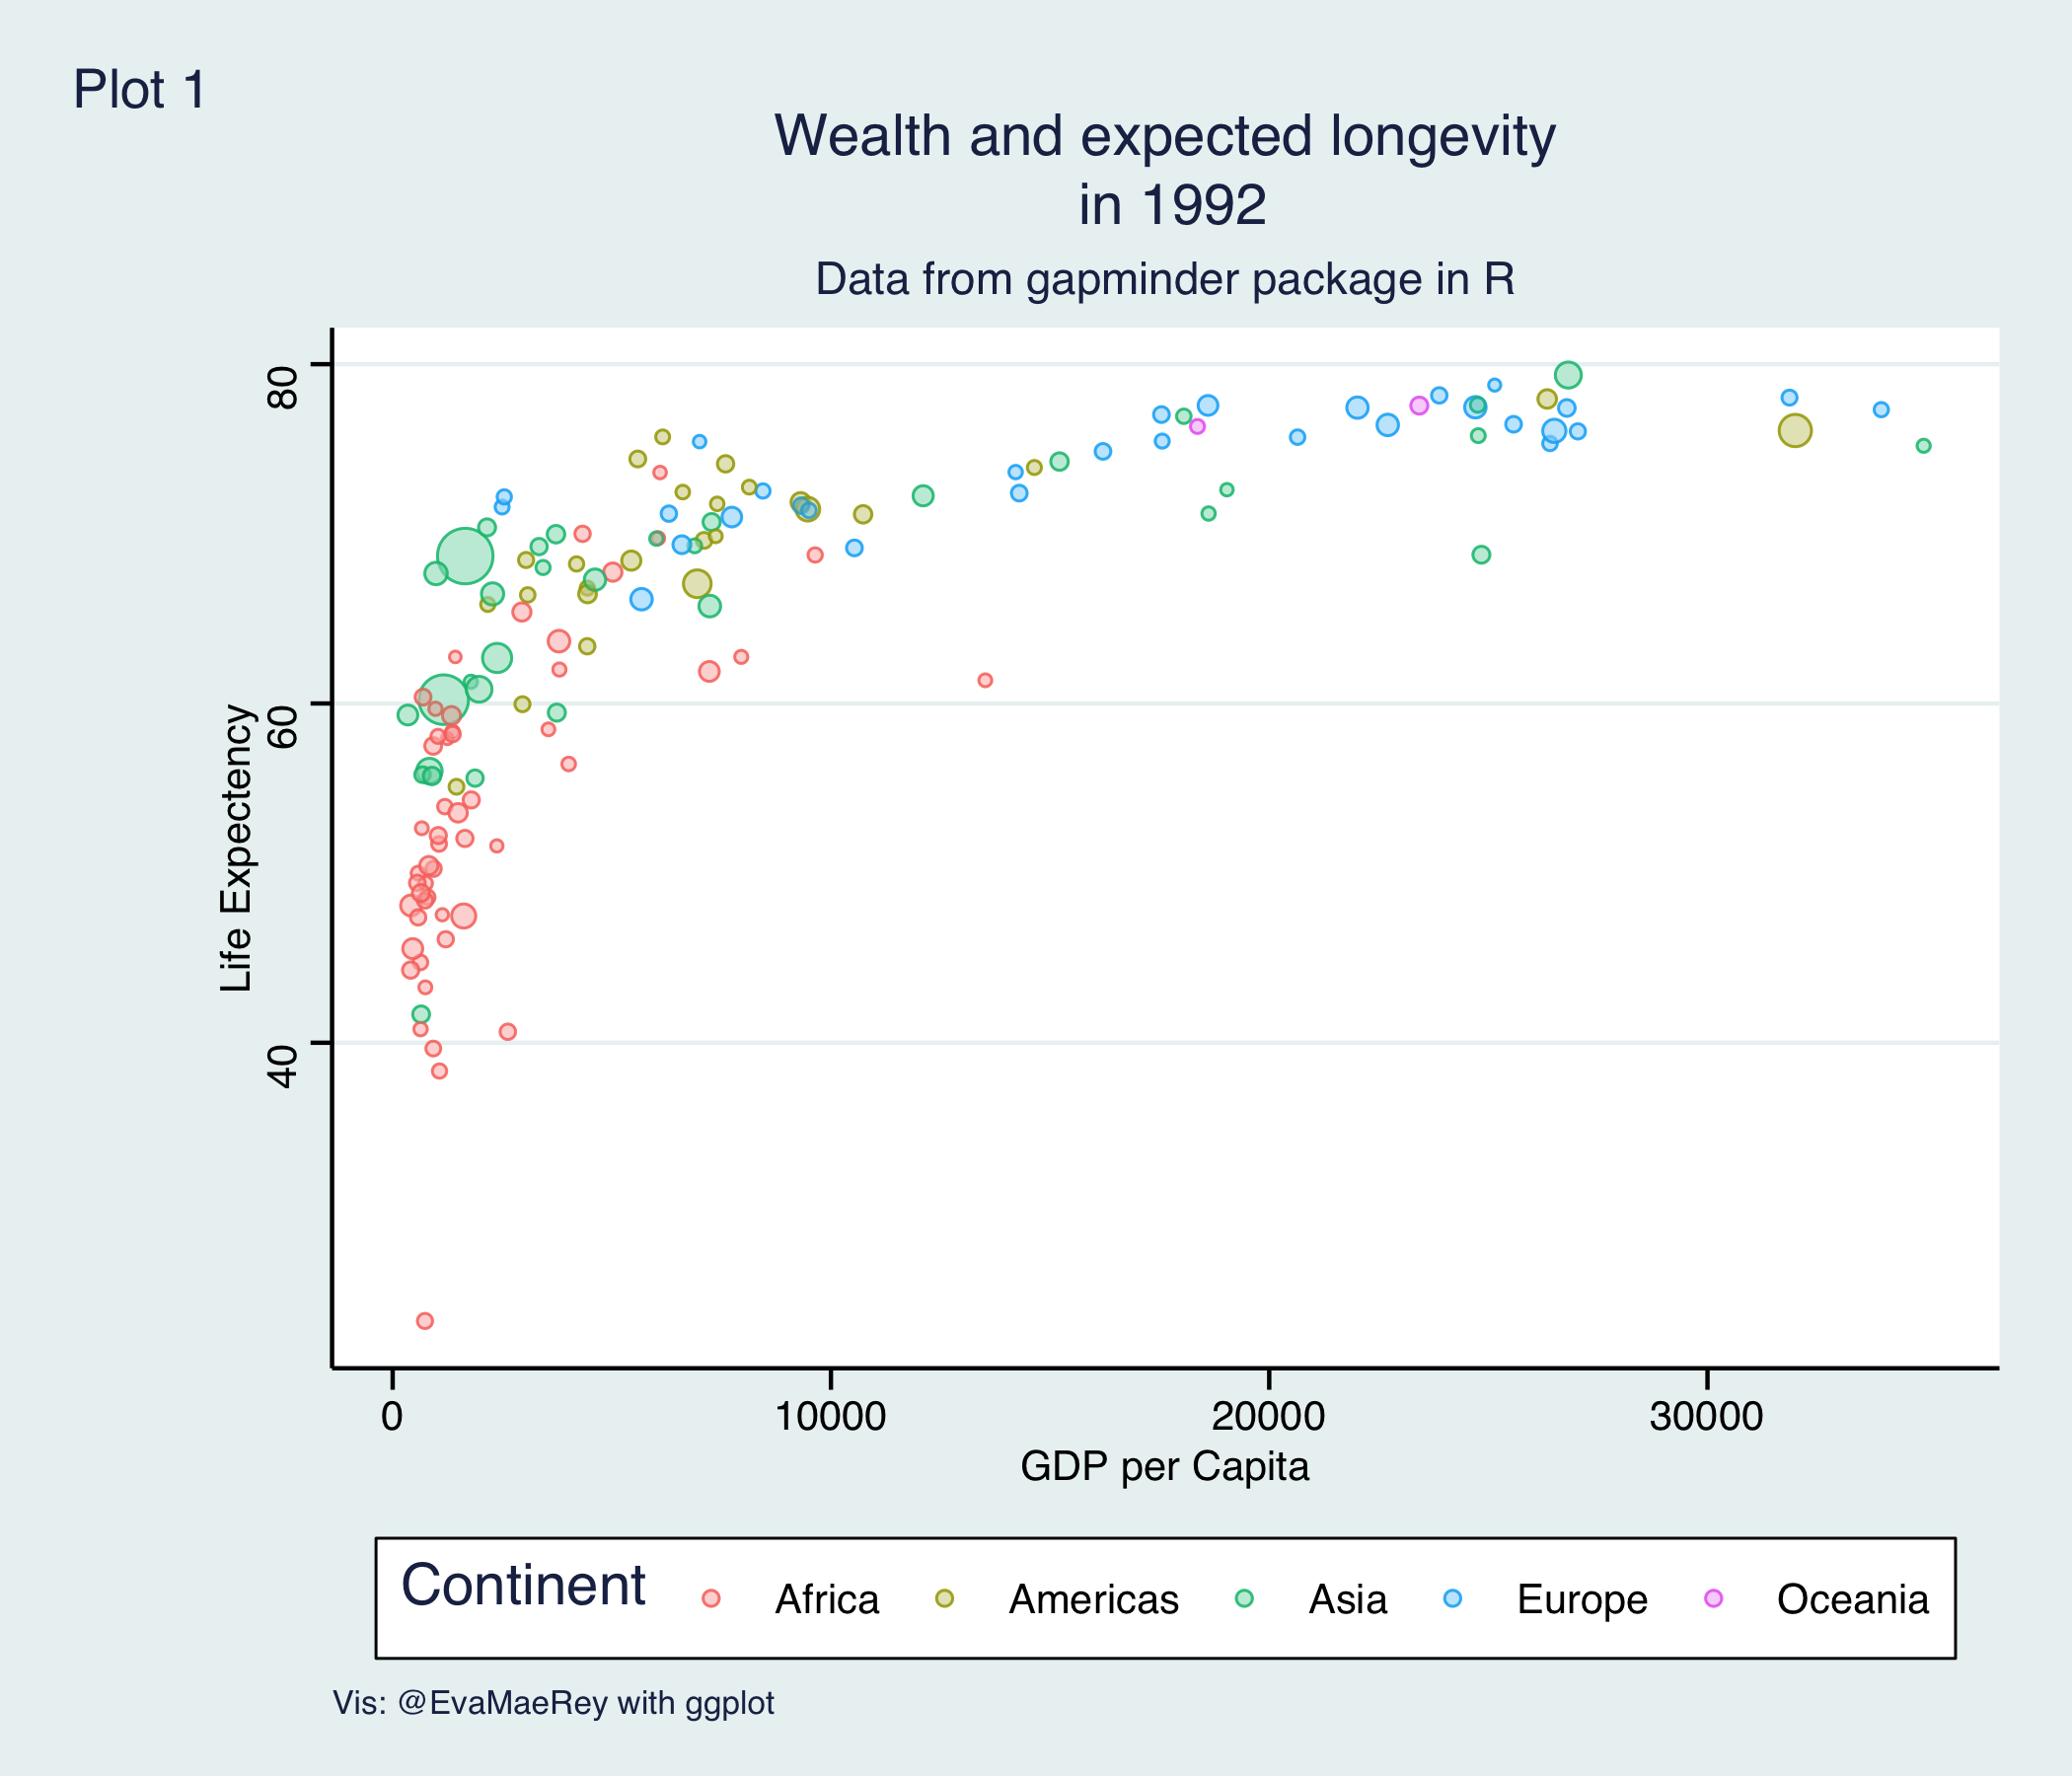 Plot 1
Wealth and expected longevity
in 1992
Data from gapminder package in R
80
60
40
Life Expectency
0 10000 20000 30000
GDP per Capita
Continent Africa Americas Asia Europe Oceania
Vis: @EvaMaeRey with ggplot